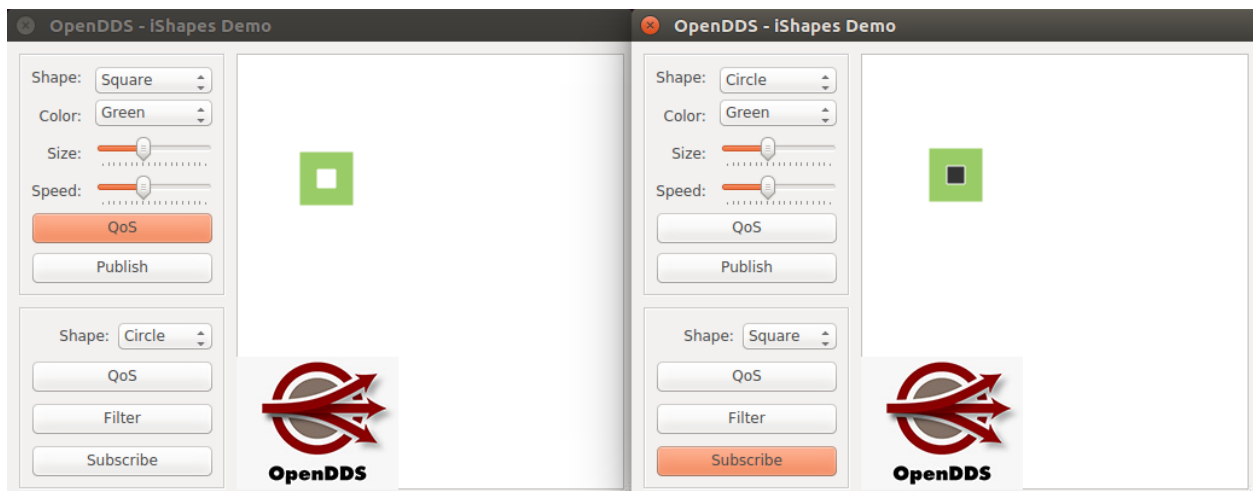 OpenDDS - iShapes Demo
Shape: Square
Color: Green
Size:
Speed:
QoS
Publish
Shape: Circle
QoS
Filter
Subscribe
OpenDDS
OpenDDS - iShapes Demo
Shape: Circle
Color: Green
Size:
Speed:
QoS
Publish
Shape: Square
QoS
Filter
Subscribe
OpenDDS